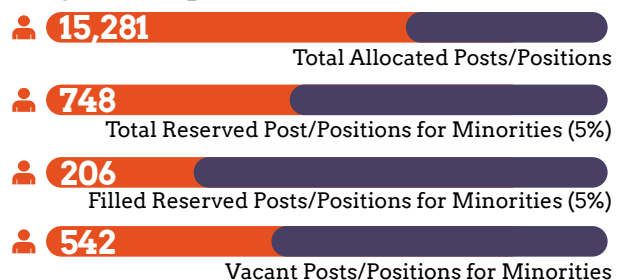 15,281
Total Allocated Posts/Positions
748
Total Reserved Post/Positions for Minorities (5%)
206
Filled Reserved Posts/Positions for Minorities (5%)
542
Vacant Posts/Positions for Minorities